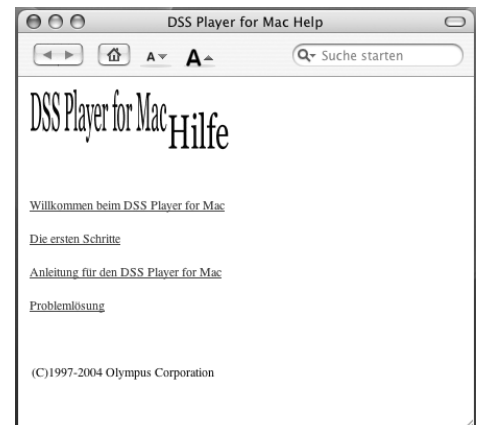 DSS Player for Mac Help
A A
Suche starten
DSS Player for Mac Hilfe
Willkommen beim DSS Player for Mac
Die ersten Schritte
Anleitung für den DSS Player for Mac
Problemlösung
(C)1997-2004 Olympus Corporation